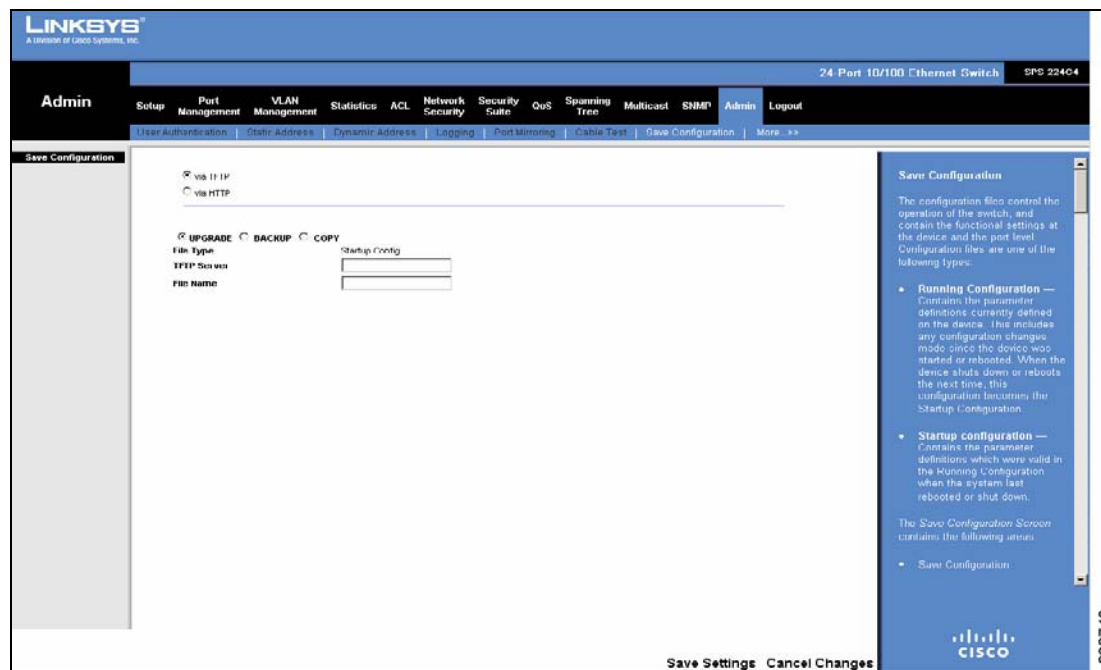 LINKSYS®
A Division of Cisco Systems, Inc.
24-Port 10/100 Ethernet Switch
SPS 224G4
Admin
Setup
Port Management
VLAN Management
Statistics
ACL
Network Security
Security Suite
QoS
Spanning Tree
Multicast
SNMP
Admin
Logout
User Authentication | Static Address | Dynamic Address | Logging | Port Mirroring | Cable Test | Save Configuration | More...>>
Save Configuration
via TFTP
via HTTP
UPGRADE BACKUP COPY
File Type Startup Config
TFTP Server
File Name
Save Configuration
The configuration files control the
operation of the switch, and
contain the functional settings at
the device and the port level.
Configuration files are one of the
following types:
• Running Configuration —
Contains the parameter
definitions currently defined
on the device. This includes
any configuration changes
made since the device was
started or rebooted. When the
device shuts down or reboots
the next time, this
configuration becomes the
Startup Configuration.
• Startup configuration —
Contains the parameter
definitions which were valid in
the Running Configuration
when the system last
rebooted or shut down.
The Save Configuration Screen
contains the following areas:
• Save Configuration
CISCO
Save Settings Cancel Changes